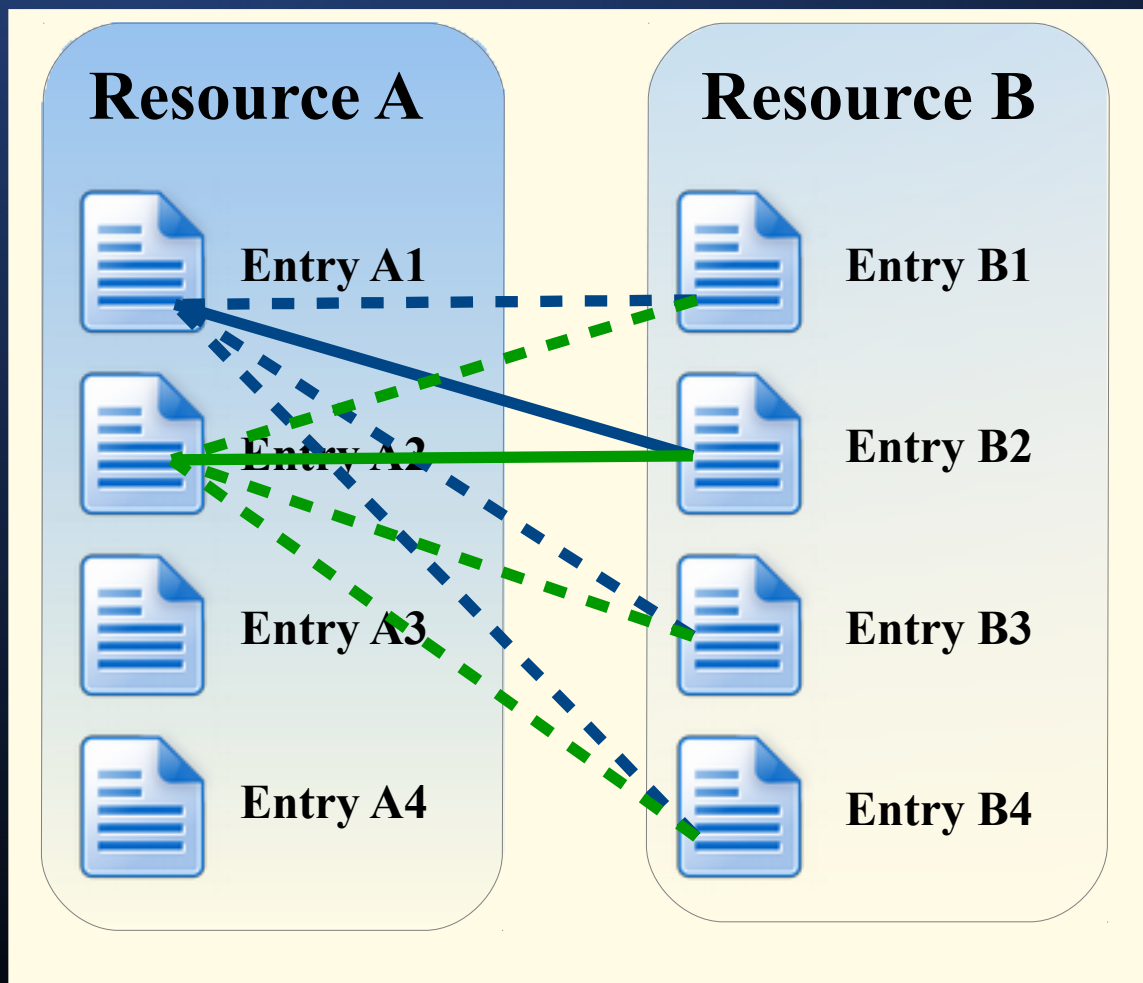 Resource A
Entry A1
Entry A2
Entry A3
Entry A4
Resource B
Entry B1
Entry B2
Entry B3
Entry B4